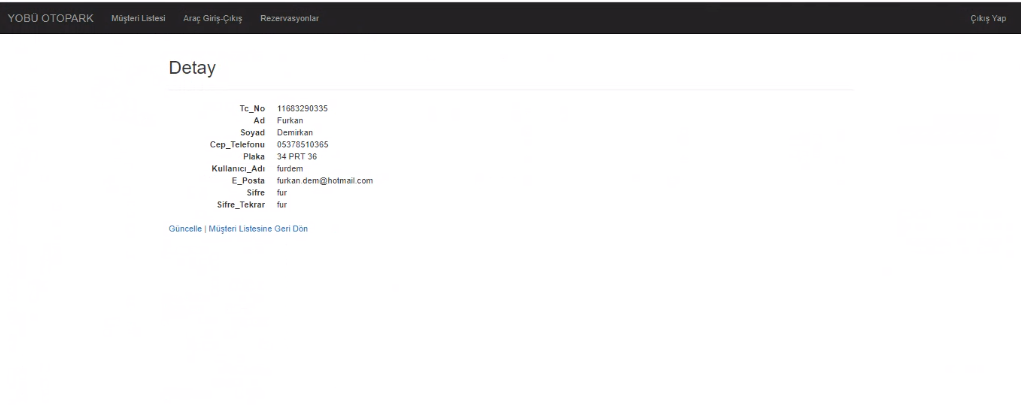 YOBÜ OTOPARK Müşteri Listesi Araç Giriş-Çıkış Rezervasyonlar Çıkış Yap
Detay
Tc_No 11683290335
Ad Furkan
Soyad Demirkan
Cep_Telefonu 05378510365
Plaka 34 PRT 36
Kullanıcı_Adı furdem
E_Posta furkan.dem@hotmail.com
Sifre fur
Sifre_Tekrar fur
Güncelle | Müşteri Listesine Geri Dön